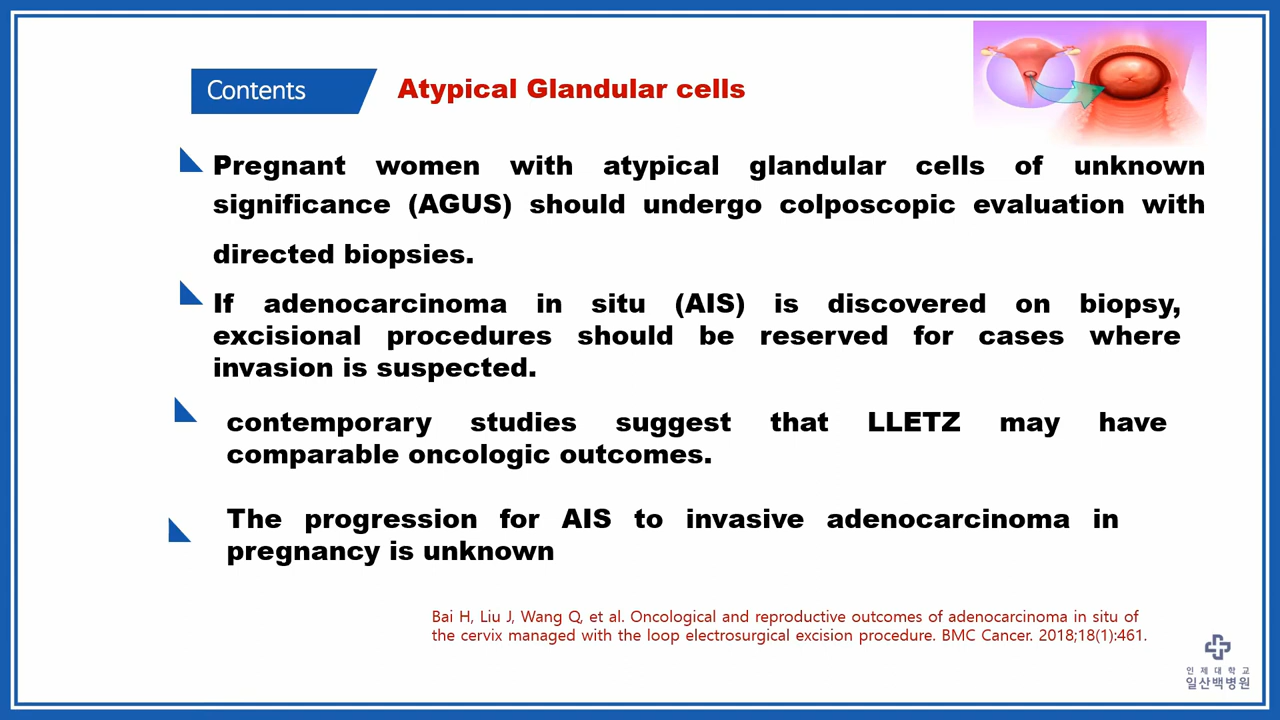 Contents
Atypical Glandular cells
Pregnant women with atypical glandular cells of unknown
significance (AGUS) should undergo colposcopic evaluation with
directed biopsies.
If adenocarcinoma in situ (AIS) is discovered on biopsy,
excisional procedures should be reserved for cases where
invasion is suspected.
contemporary studies suggest that LLETZ may have
comparable oncologic outcomes.
The progression for AIS to invasive adenocarcinoma in
pregnancy is unknown
Bai H, Liu J, Wang Q, et al. Oncological and reproductive outcomes of adenocarcinoma in situ of
the cervix managed with the loop electrosurgical excision procedure. BMC Cancer. 2018;18(1):461.
인제대학교
일산백병원